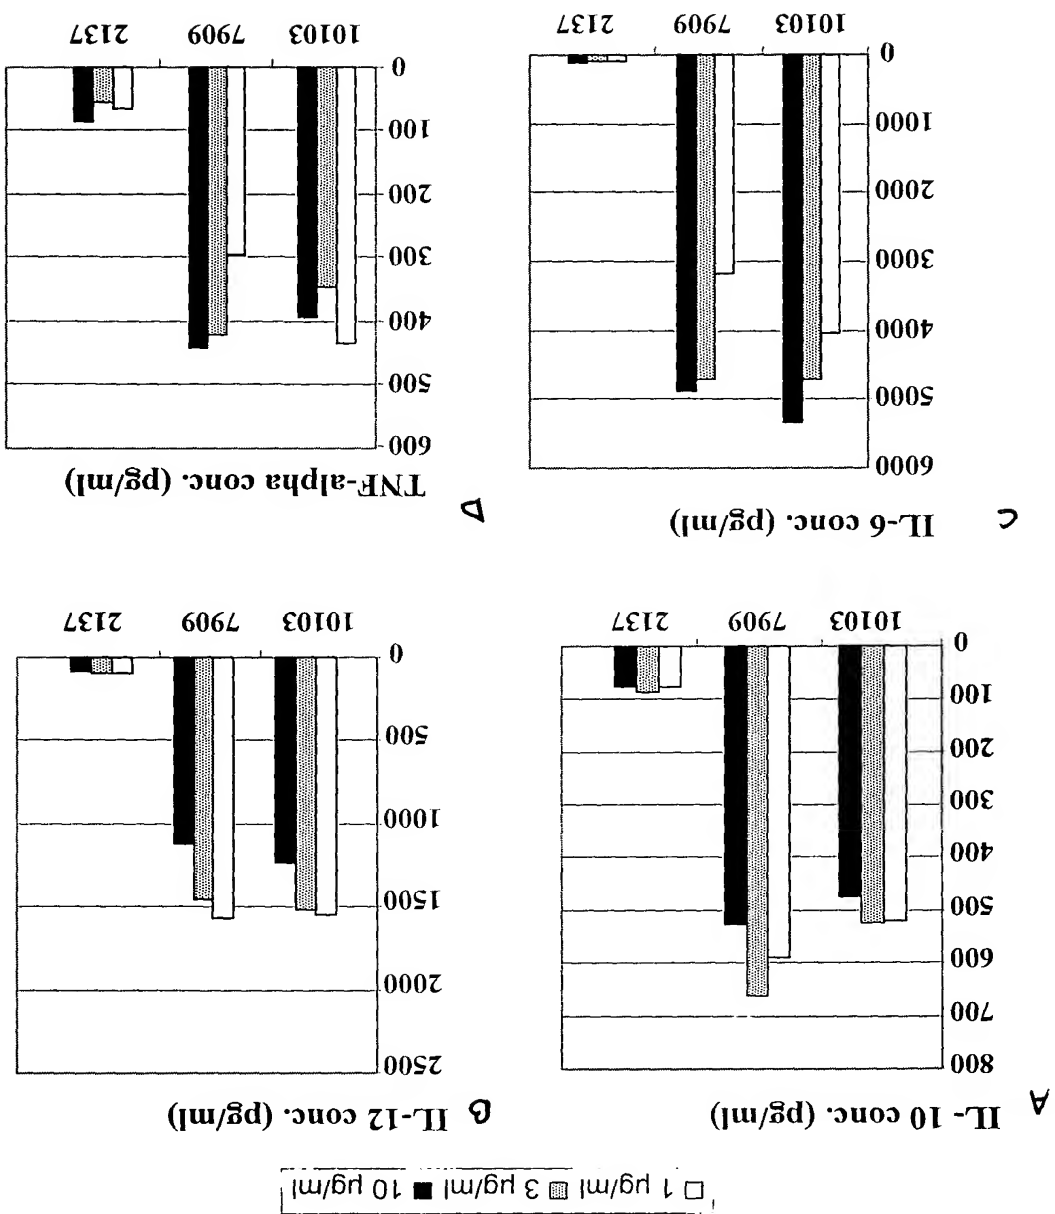 □ 1 µg/ml ▩ 3 µg/ml ■ 10 µg/ml
A
IL- 10 conc. (pg/ml)
800
700
600
500
400
300
200
100
0
10103 7909 2137
B
IL-12 conc. (pg/ml)
2500
2000
1500
1000
500
0
10103 7909 2137
C
IL-6 conc. (pg/ml)
6000
5000
4000
3000
2000
1000
0
10103 7909 2137
D
TNF-alpha conc. (pg/ml)
600
500
400
300
200
100
0
10103 7909 2137